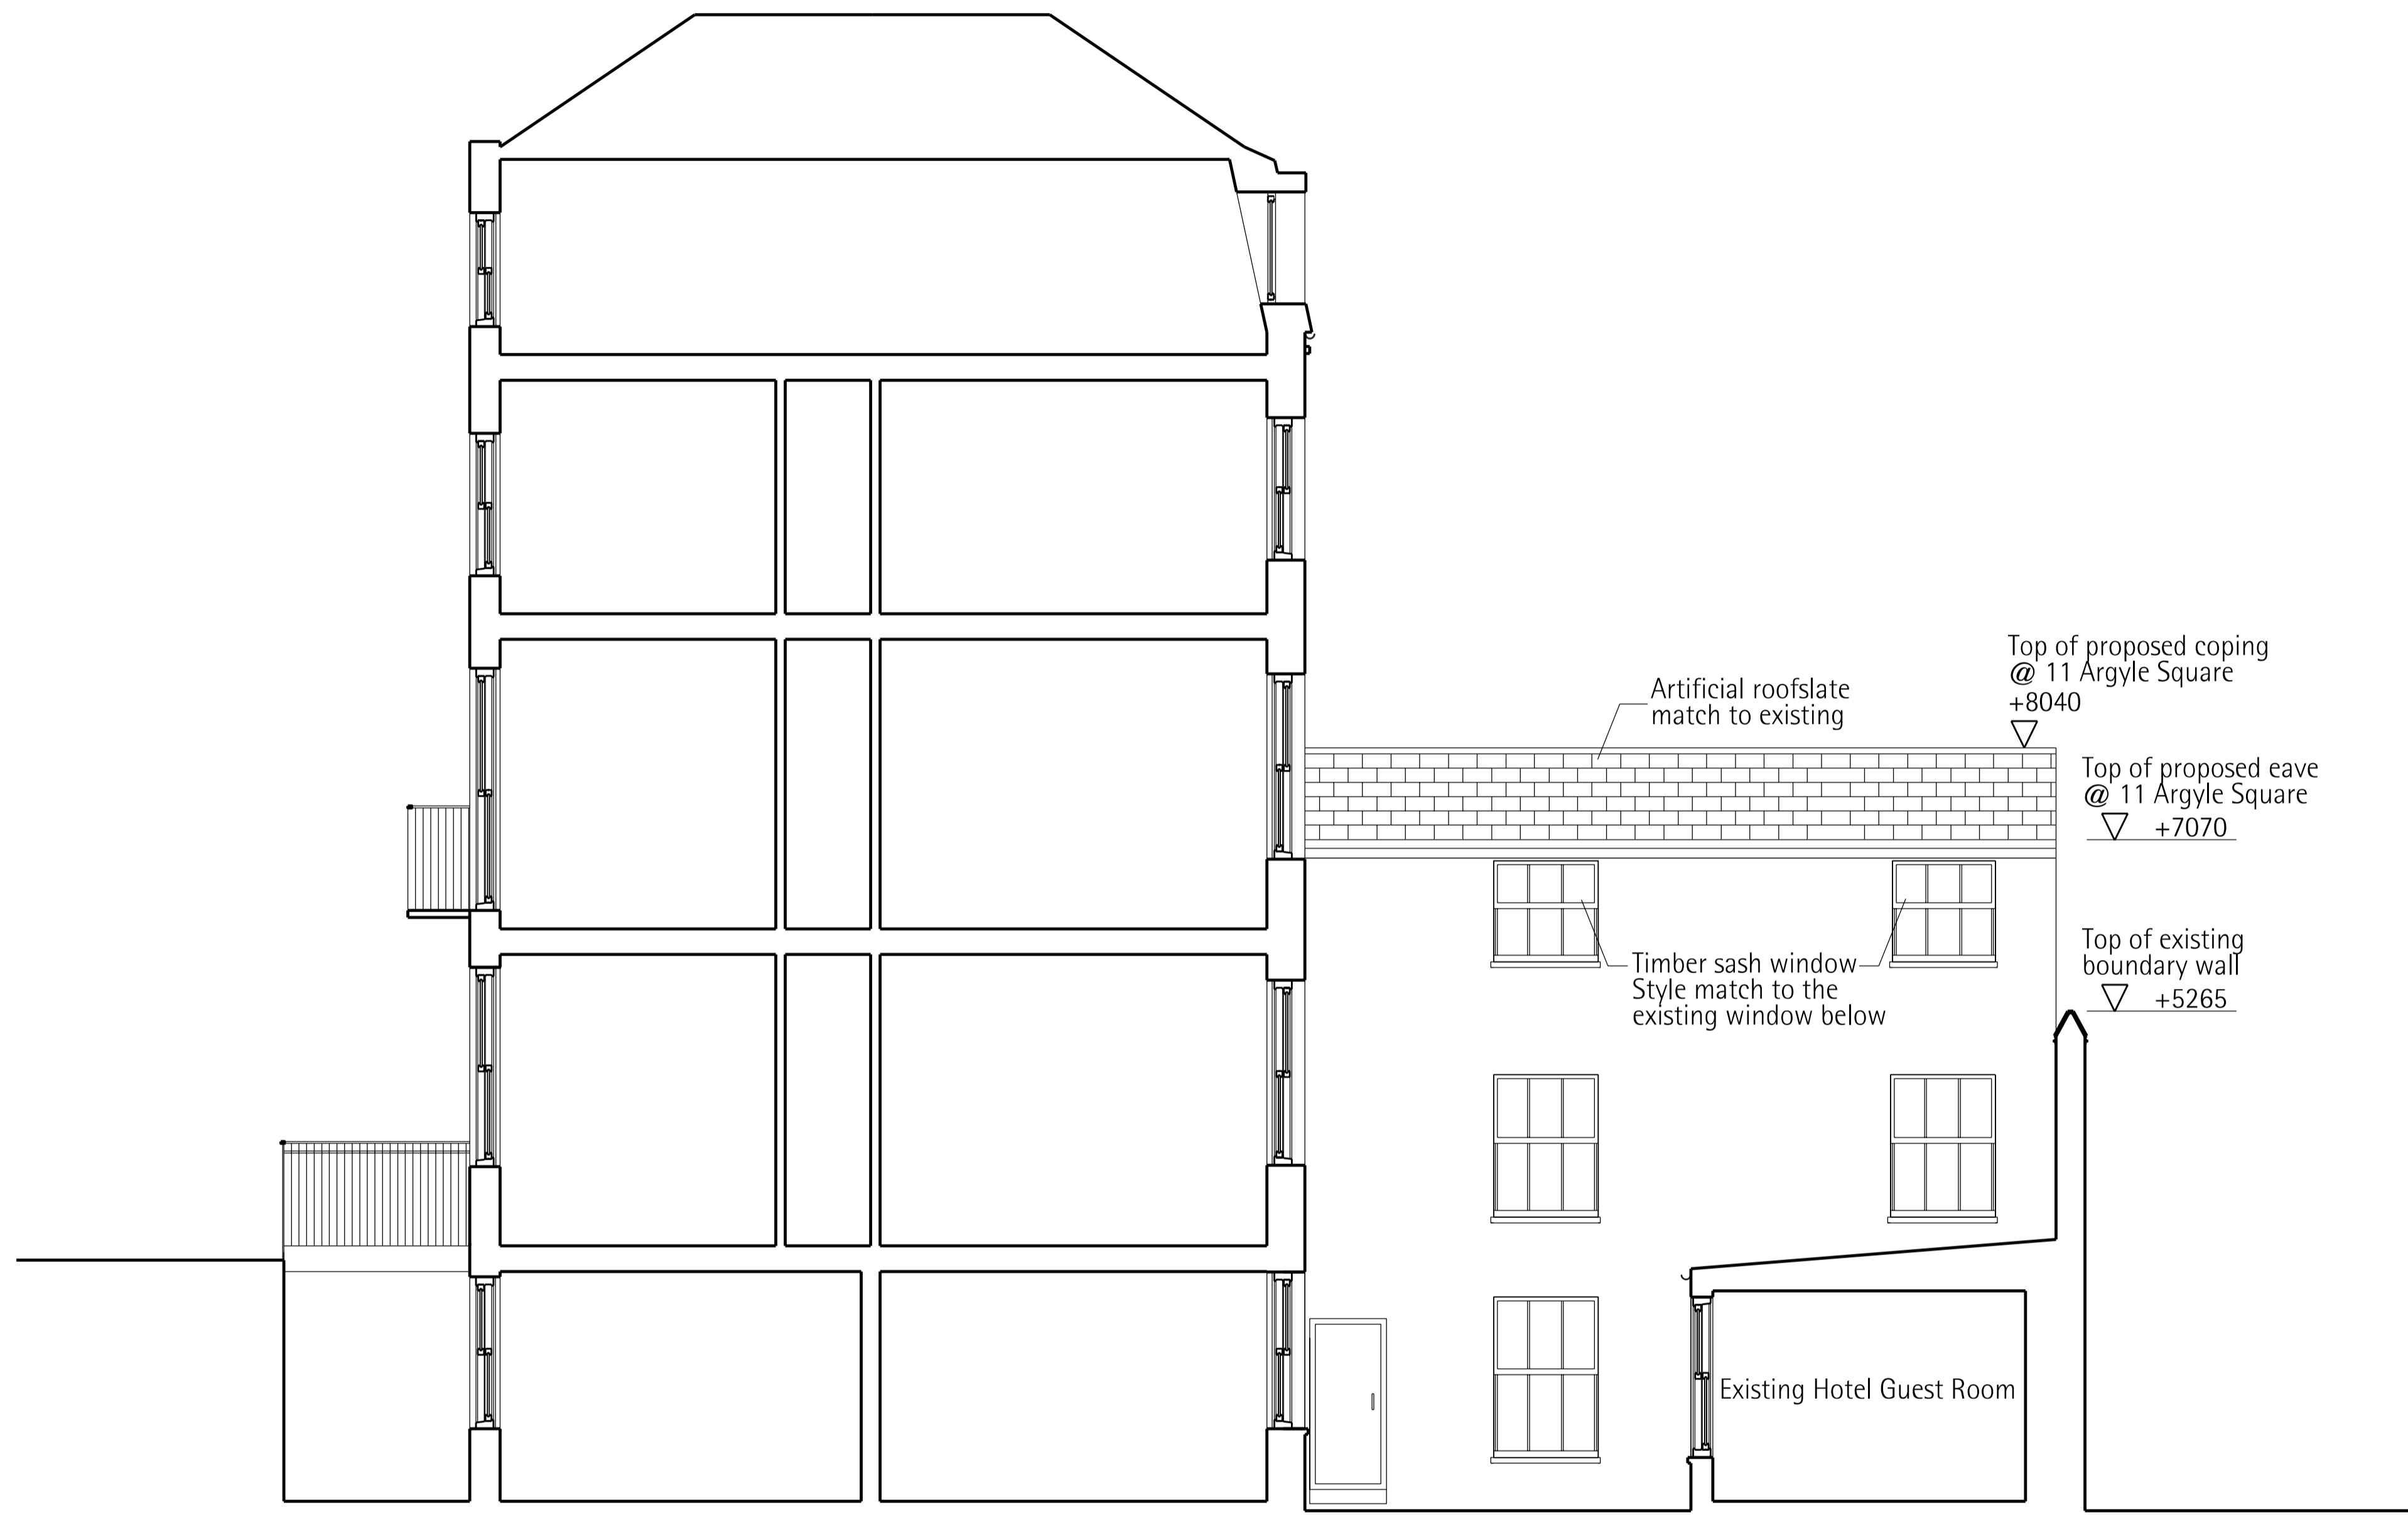 Top of proposed coping
@ 11 Argyle Square
+8040
Artificial roofslate
match to existing
Top of proposed eave
@ 11 Argyle Square
+7070
Top of existing
boundary wall
+5265
Timber sash window
Style match to the
existing window below
Existing Hotel Guest Room